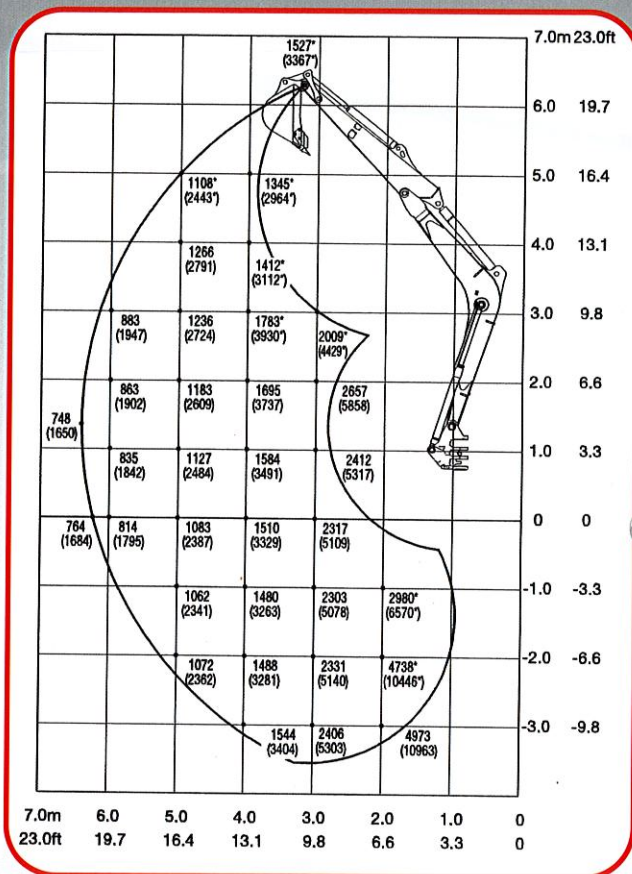 7.0m 23.0ft
1527*
(3367*)
6.0 19.7
5.0 16.4
1108* 1345*
(2443*) (2964*)
4.0 13.1
1266 1412*
(2791) (3112*)
3.0 9.8
883 1236 1783* 2009*
(1947) (2724) (3930*) (4429*)
2.0 6.6
863 1183 1695 2657
(1902) (2609) (3737) (5858)
748
(1650)
1.0 3.3
835 1127 1584 2412
(1842) (2484) (3491) (5317)
0 0
764 814 1083 1510 2317
(1684) (1795) (2387) (3329) (5109)
-1.0 -3.3
1062 1480 2303 2980*
(2341) (3263) (5078) (6570*)
-2.0 -6.6
1072 1488 2331 4738*
(2362) (3281) (5140) (10446*)
-3.0 -9.8
1544 2406 4973
(3404) (5303) (10963)
7.0m 6.0 5.0 4.0 3.0 2.0 1.0 0
23.0ft 19.7 16.4 13.1 9.8 6.6 3.3 0